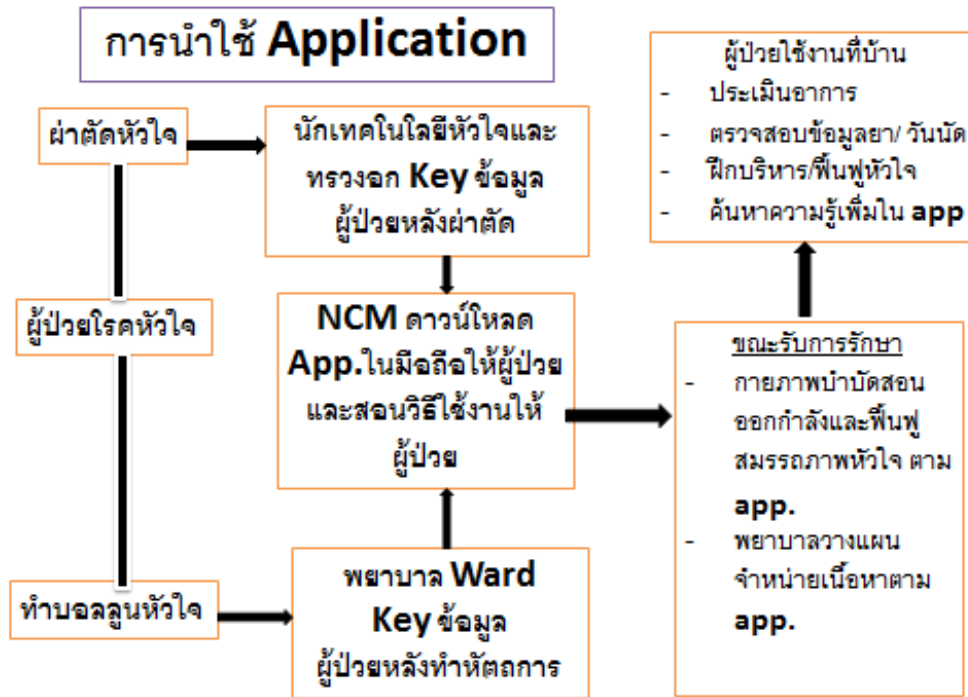 การนำใช้ Application
ผ่าตัดหัวใจ
ผู้ป่วยโรคหัวใจ
ทำบอลลูนหัวใจ
นักเทคโนโลยีหัวใจและ
ทรวงอก Key ข้อมูล
ผู้ป่วยหลังผ่าตัด
NCM ดาวน์โหลด
App.ในมือถือให้ผู้ป่วย
และสอนวิธีใช้งานให้
ผู้ป่วย
พยาบาล Ward
Key ข้อมูล
ผู้ป่วยหลังทำหัตถการ
ผู้ป่วยใช้งานที่บ้าน
- ประเมินอาการ
- ตรวจสอบข้อมูลยา/ วันนัด
- ฝึกบริหาร/ฟื้นฟูหัวใจ
- ค้นหาความรู้เพิ่มใน app
ขณะรับการรักษา
- กายภาพบำบัดสอน
ออกกำลังและฟื้นฟู
สมรรถภาพหัวใจ ตาม
app.
- พยาบาลวางแผน
จำหน่ายเนื้อหาตาม
app.